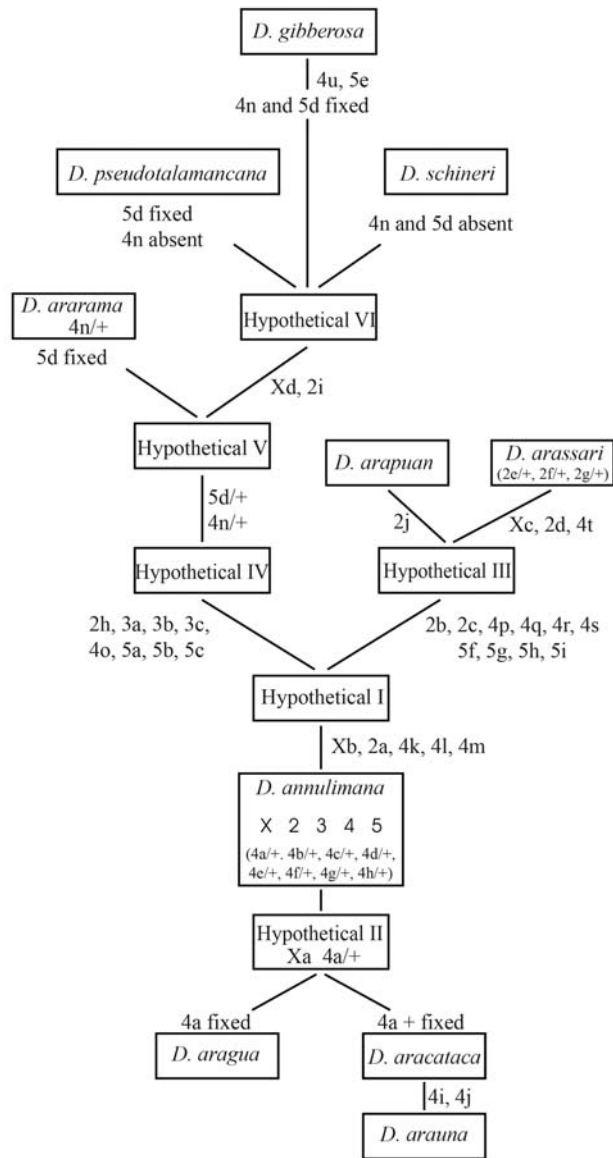 D. gibberosa
4u, 5e
4n and 5d fixed
D. pseudotalamancana
D. schineri
5d fixed
4n absent
4n and 5d absent
D. ararama
4n/+
Hypothetical VI
5d fixed
Xd, 2i
Hypothetical V
D. arapuan
D. arassari
(2e/+, 2f/+, 2g/+)
5d/+
4n/+
2j
Xc, 2d, 4t
Hypothetical IV
Hypothetical III
2h, 3a, 3b, 3c,
4o, 5a, 5b, 5c
2b, 2c, 4p, 4q, 4r, 4s
5f, 5g, 5h, 5i
Hypothetical I
Xb, 2a, 4k, 4l, 4m
D. annulimana
X 2 3 4 5
(4a/+. 4b/+, 4c/+, 4d/+,
4e/+, 4f/+, 4g/+, 4h/+)
Hypothetical II
Xa 4a/+
4a fixed
4a + fixed
D. aragua
D. aracataca
4i, 4j
D. arauna